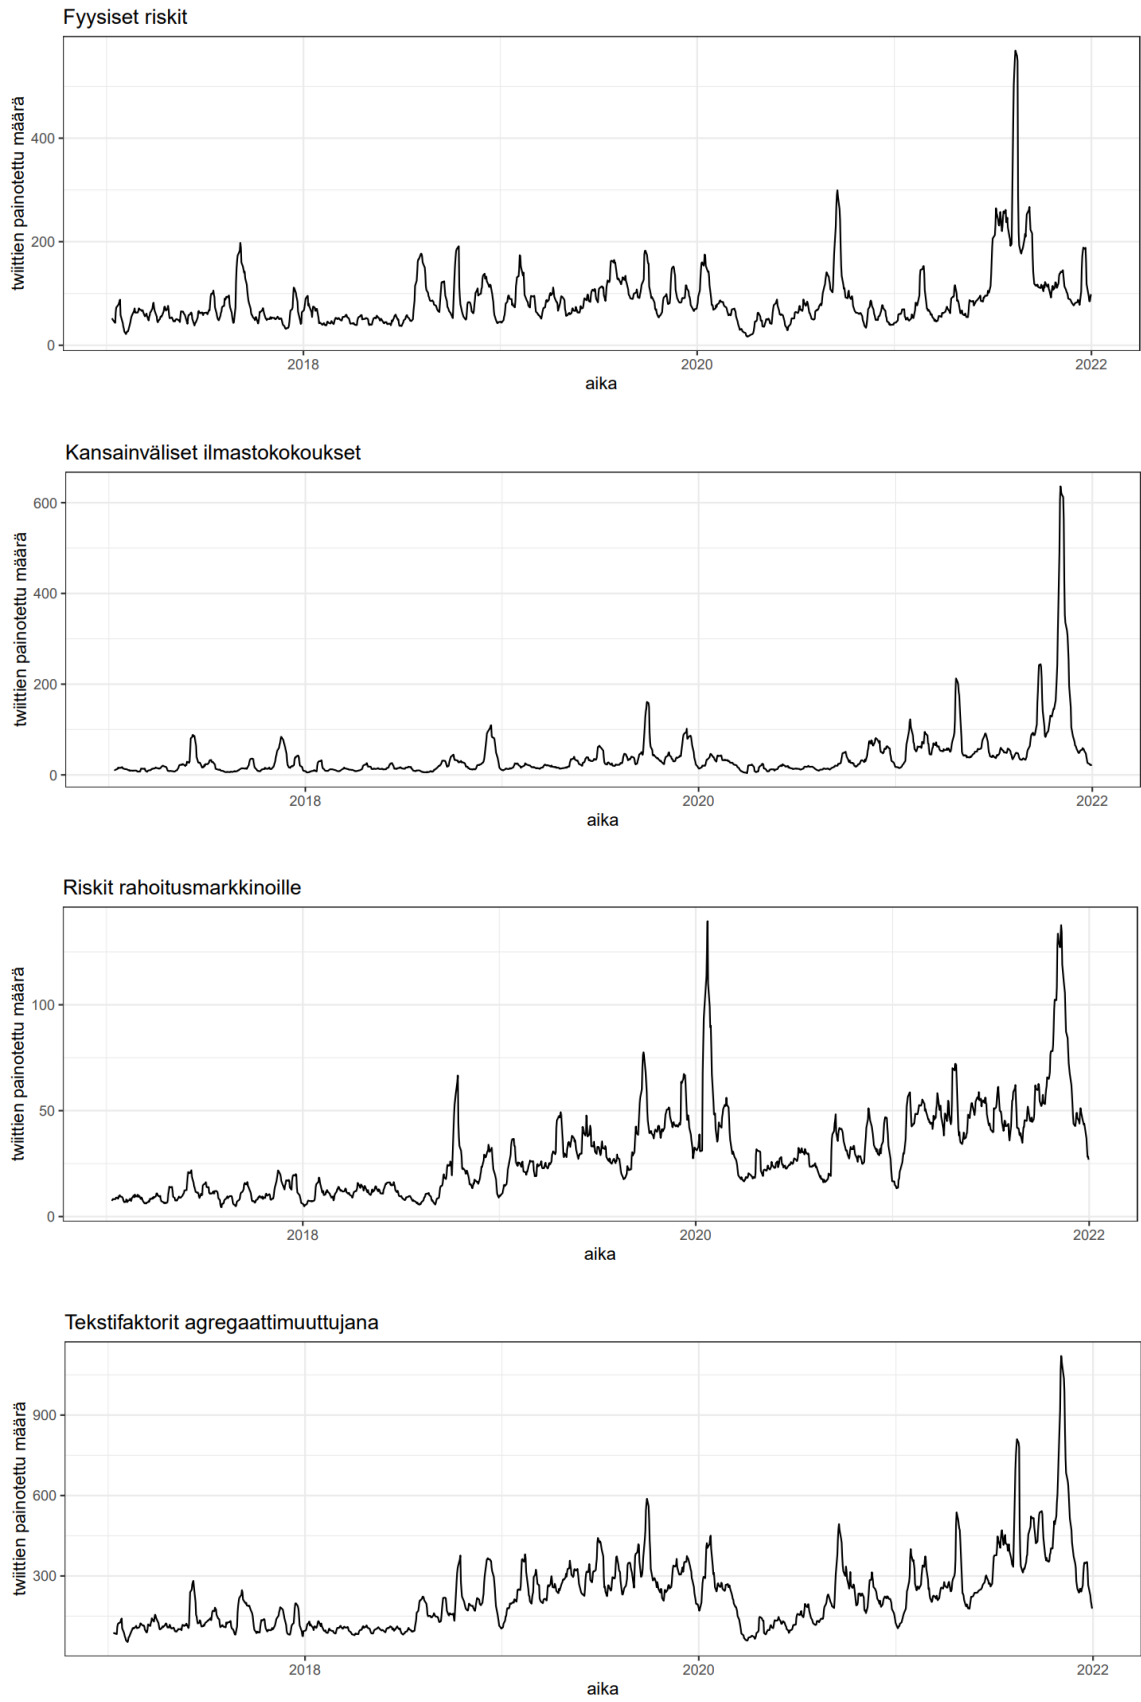 Fyysiset riskit
twiittien painotettu määrä
400
200
0
2018
2020
2022
aika
Kansainväliset ilmastokokoukset
twiittien painotettu määrä
600
400
200
0
2018
2020
2022
aika
Riskit rahoitusmarkkinoille
twiittien painotettu määrä
100
50
0
2018
2020
2022
aika
Tekstifaktorit agregaattimuuttujana
twiittien painotettu määrä
900
600
300
2018
2020
2022
aika